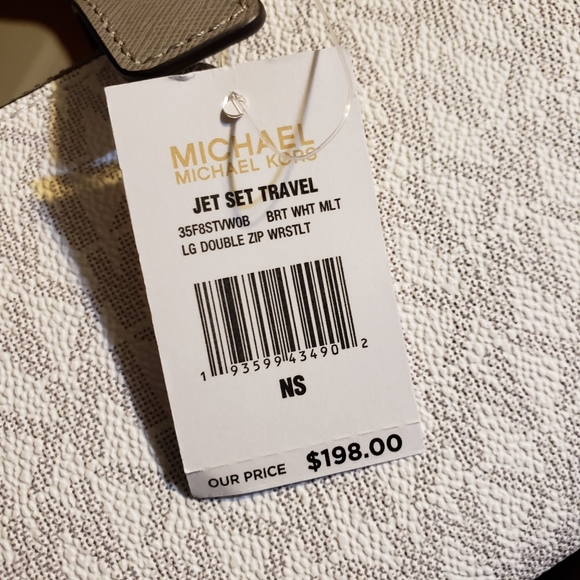 MICHAEL
MICHAEL KORS
JET SET TRAVEL
35F8STVW0B BRT WHT MLT
LG DOUBLE ZIP WRSTLT
1 93599 43490 2
NS
OUR PRICE $198.00